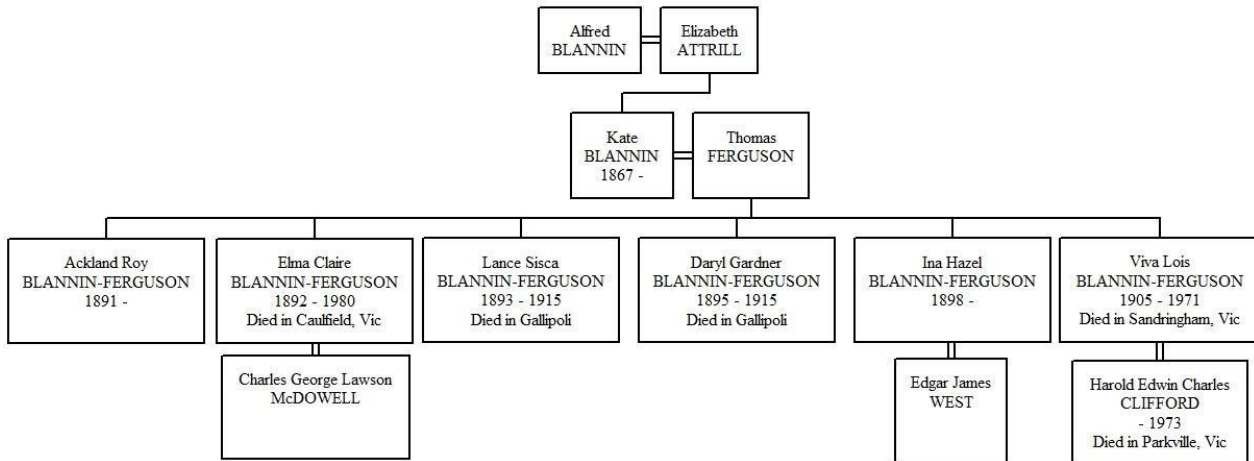 Alfred
BLANNIN
Elizabeth
ATTRILL
Kate
BLANNIN
1867 -
Thomas
FERGUSON
Ackland Roy
BLANNIN-FERGUSON
1891 -
Elma Claire
BLANNIN-FERGUSON
1892 - 1980
Died in Caulfield, Vic
Lance Sisca
BLANNIN-FERGUSON
1893 - 1915
Died in Gallipoli
Daryl Gardner
BLANNIN-FERGUSON
1895 - 1915
Died in Gallipoli
Ina Hazel
BLANNIN-FERGUSON
1898 -
Viva Lois
BLANNIN-FERGUSON
1905 - 1971
Died in Sandringham, Vic
Charles George Lawson
McDOWELL
Edgar James
WEST
Harold Edwin Charles
CLIFFORD
- 1973
Died in Parkville, Vic